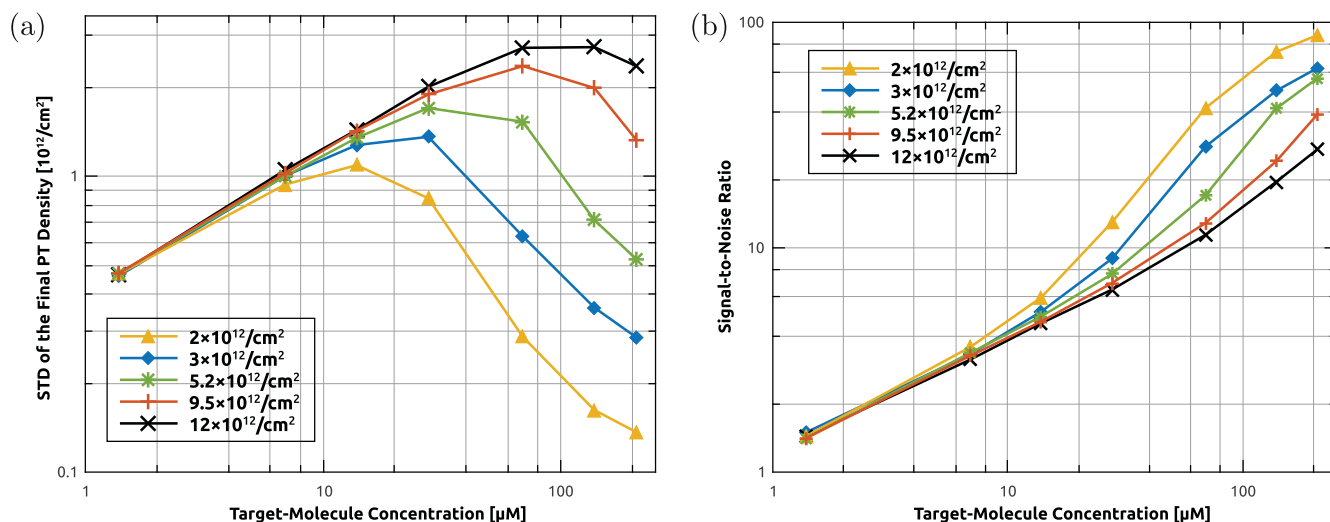 (a)
STD of the Final PT Density [10¹²/cm²]
1
0.1
2×10¹²/cm²
3×10¹²/cm²
5.2×10¹²/cm²
9.5×10¹²/cm²
12×10¹²/cm²
1
10
100
Target-Molecule Concentration [μM]
(b)
Signal-to-Noise Ratio
100
10
1
2×10¹²/cm²
3×10¹²/cm²
5.2×10¹²/cm²
9.5×10¹²/cm²
12×10¹²/cm²
1
10
100
Target-Molecule Concentration [μM]